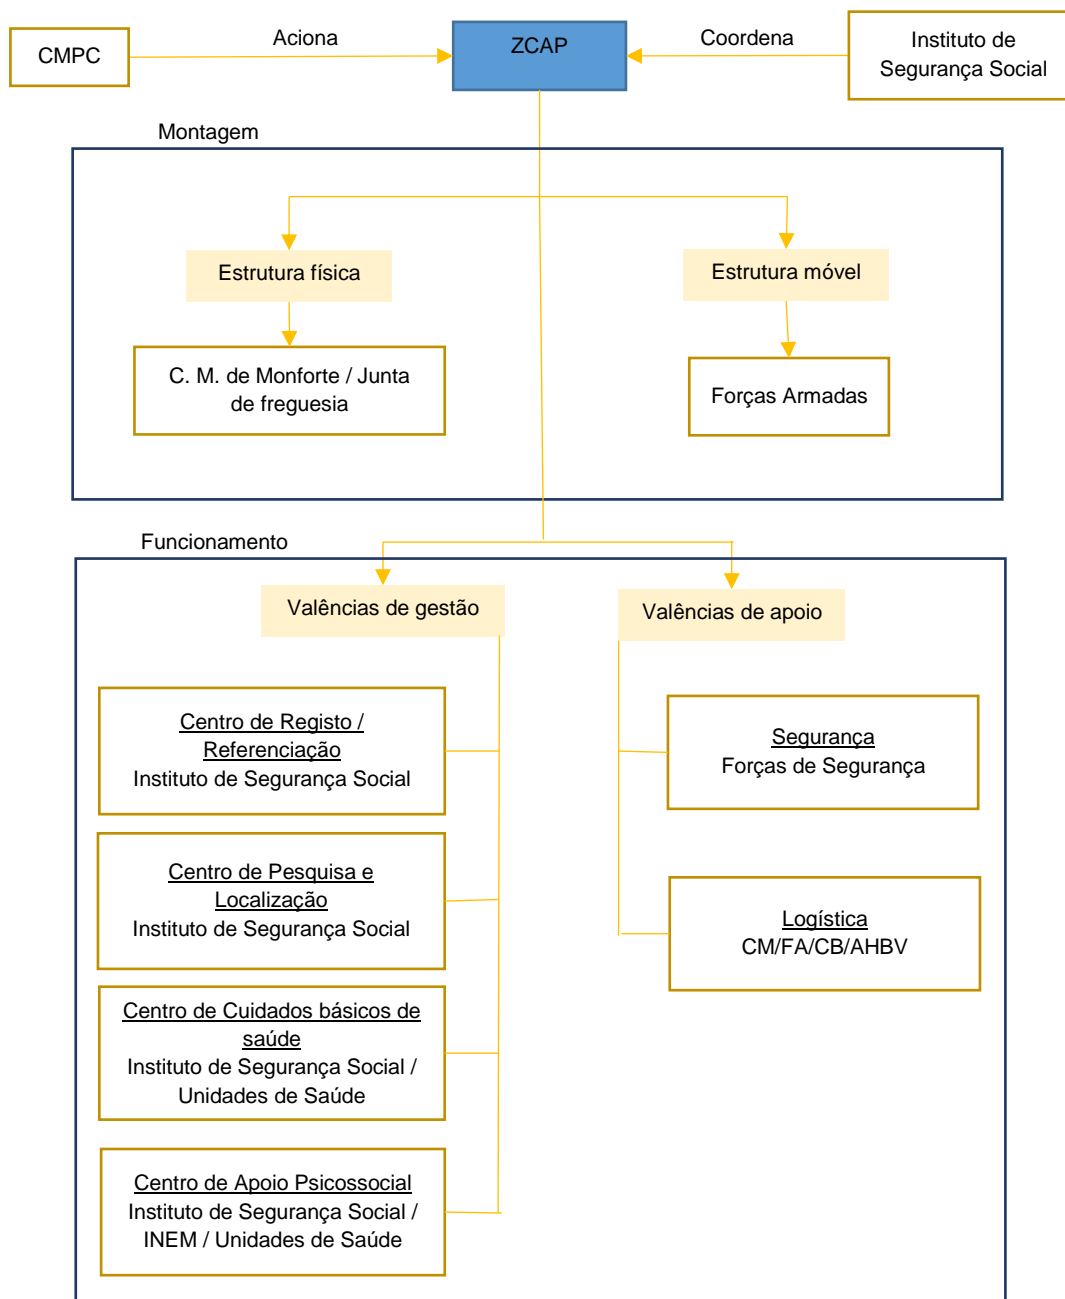 CMPC
Aciona
ZCAP
Coordena
Instituto de
Segurança Social
Montagem
Estrutura física
Estrutura móvel
C. M. de Monforte / Junta
de freguesia
Forças Armadas
Funcionamento
Valências de gestão
Valências de apoio
Centro de Registo /
Referenciação
Instituto de Segurança Social
Segurança
Forças de Segurança
Centro de Pesquisa e
Localização
Instituto de Segurança Social
Logística
CM/FA/CB/AHBV
Centro de Cuidados básicos de
saúde
Instituto de Segurança Social /
Unidades de Saúde
Centro de Apoio Psicossocial
Instituto de Segurança Social /
INEM / Unidades de Saúde